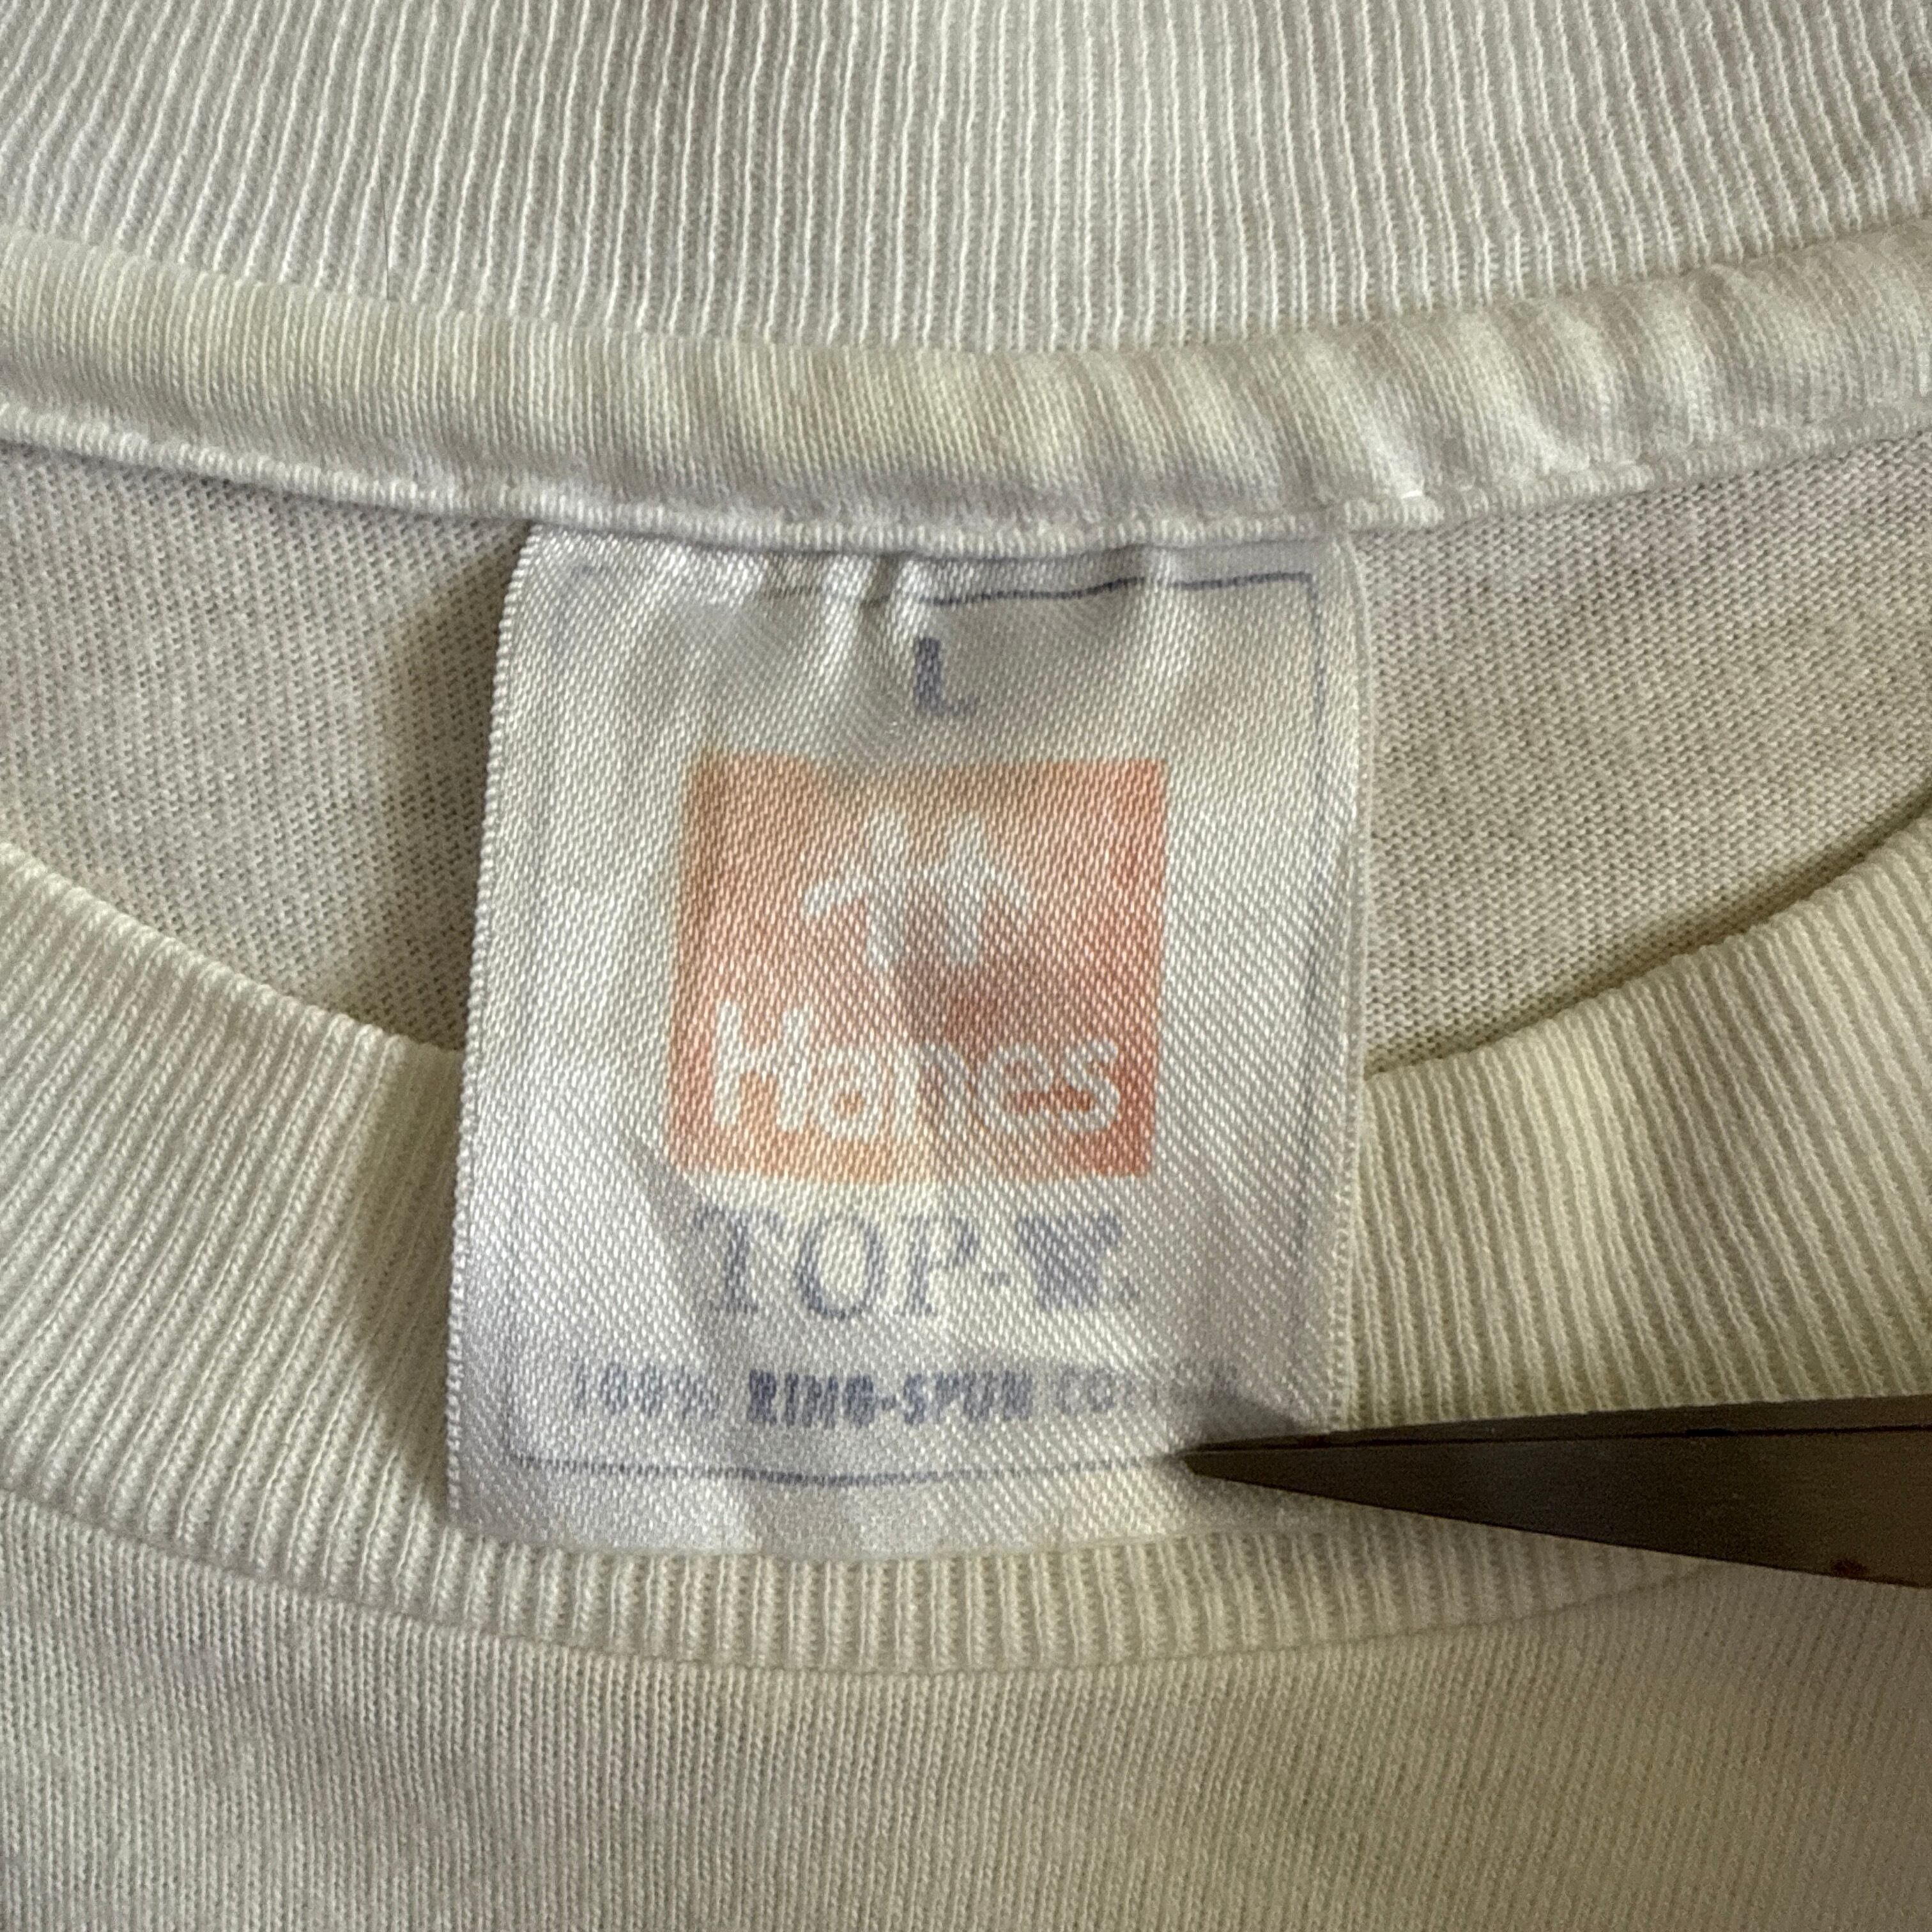 L
Hanes
TOP-
100% RING-SPUN